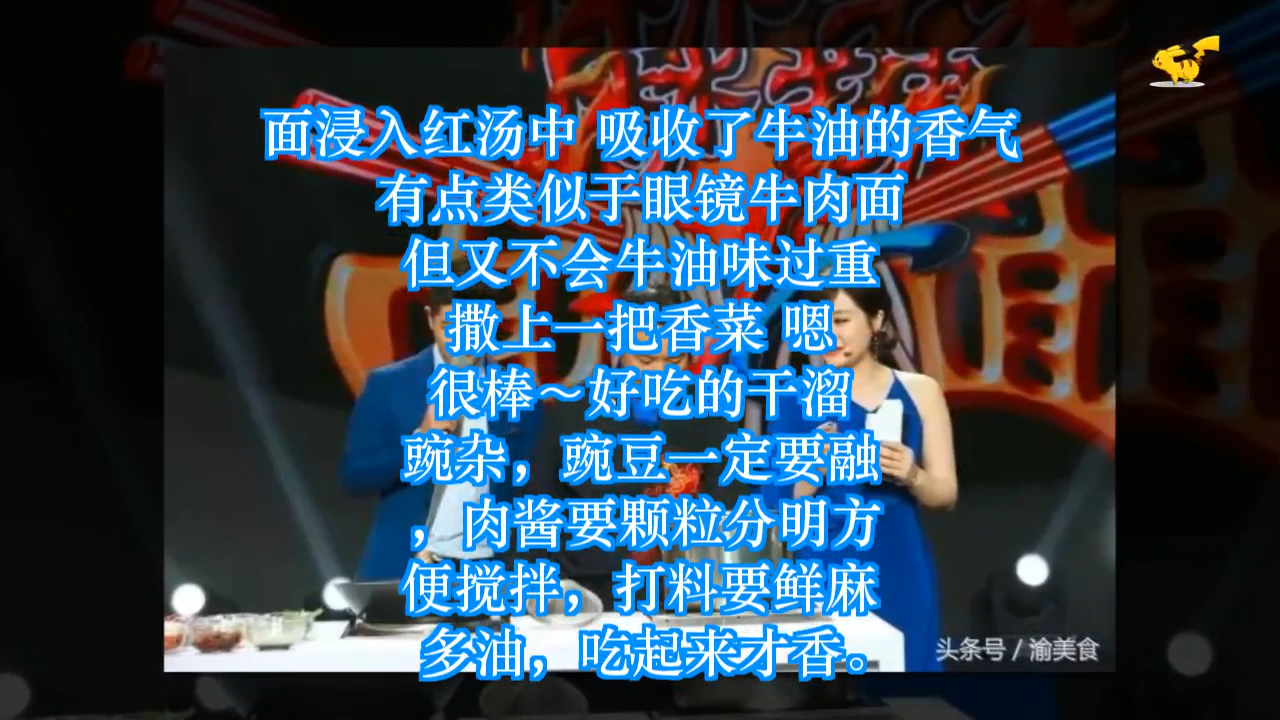 面浸入红汤中 吸收了牛油的香气
有点类似于眼镜牛肉面
但又不会牛油味过重
撒上一把香菜 嗯
很棒～好吃的干溜
豌杂，豌豆一定要融
，肉酱要颗粒分明方
便搅拌，打料要鲜麻
多油，吃起来才香。
头条号 / 渝美食